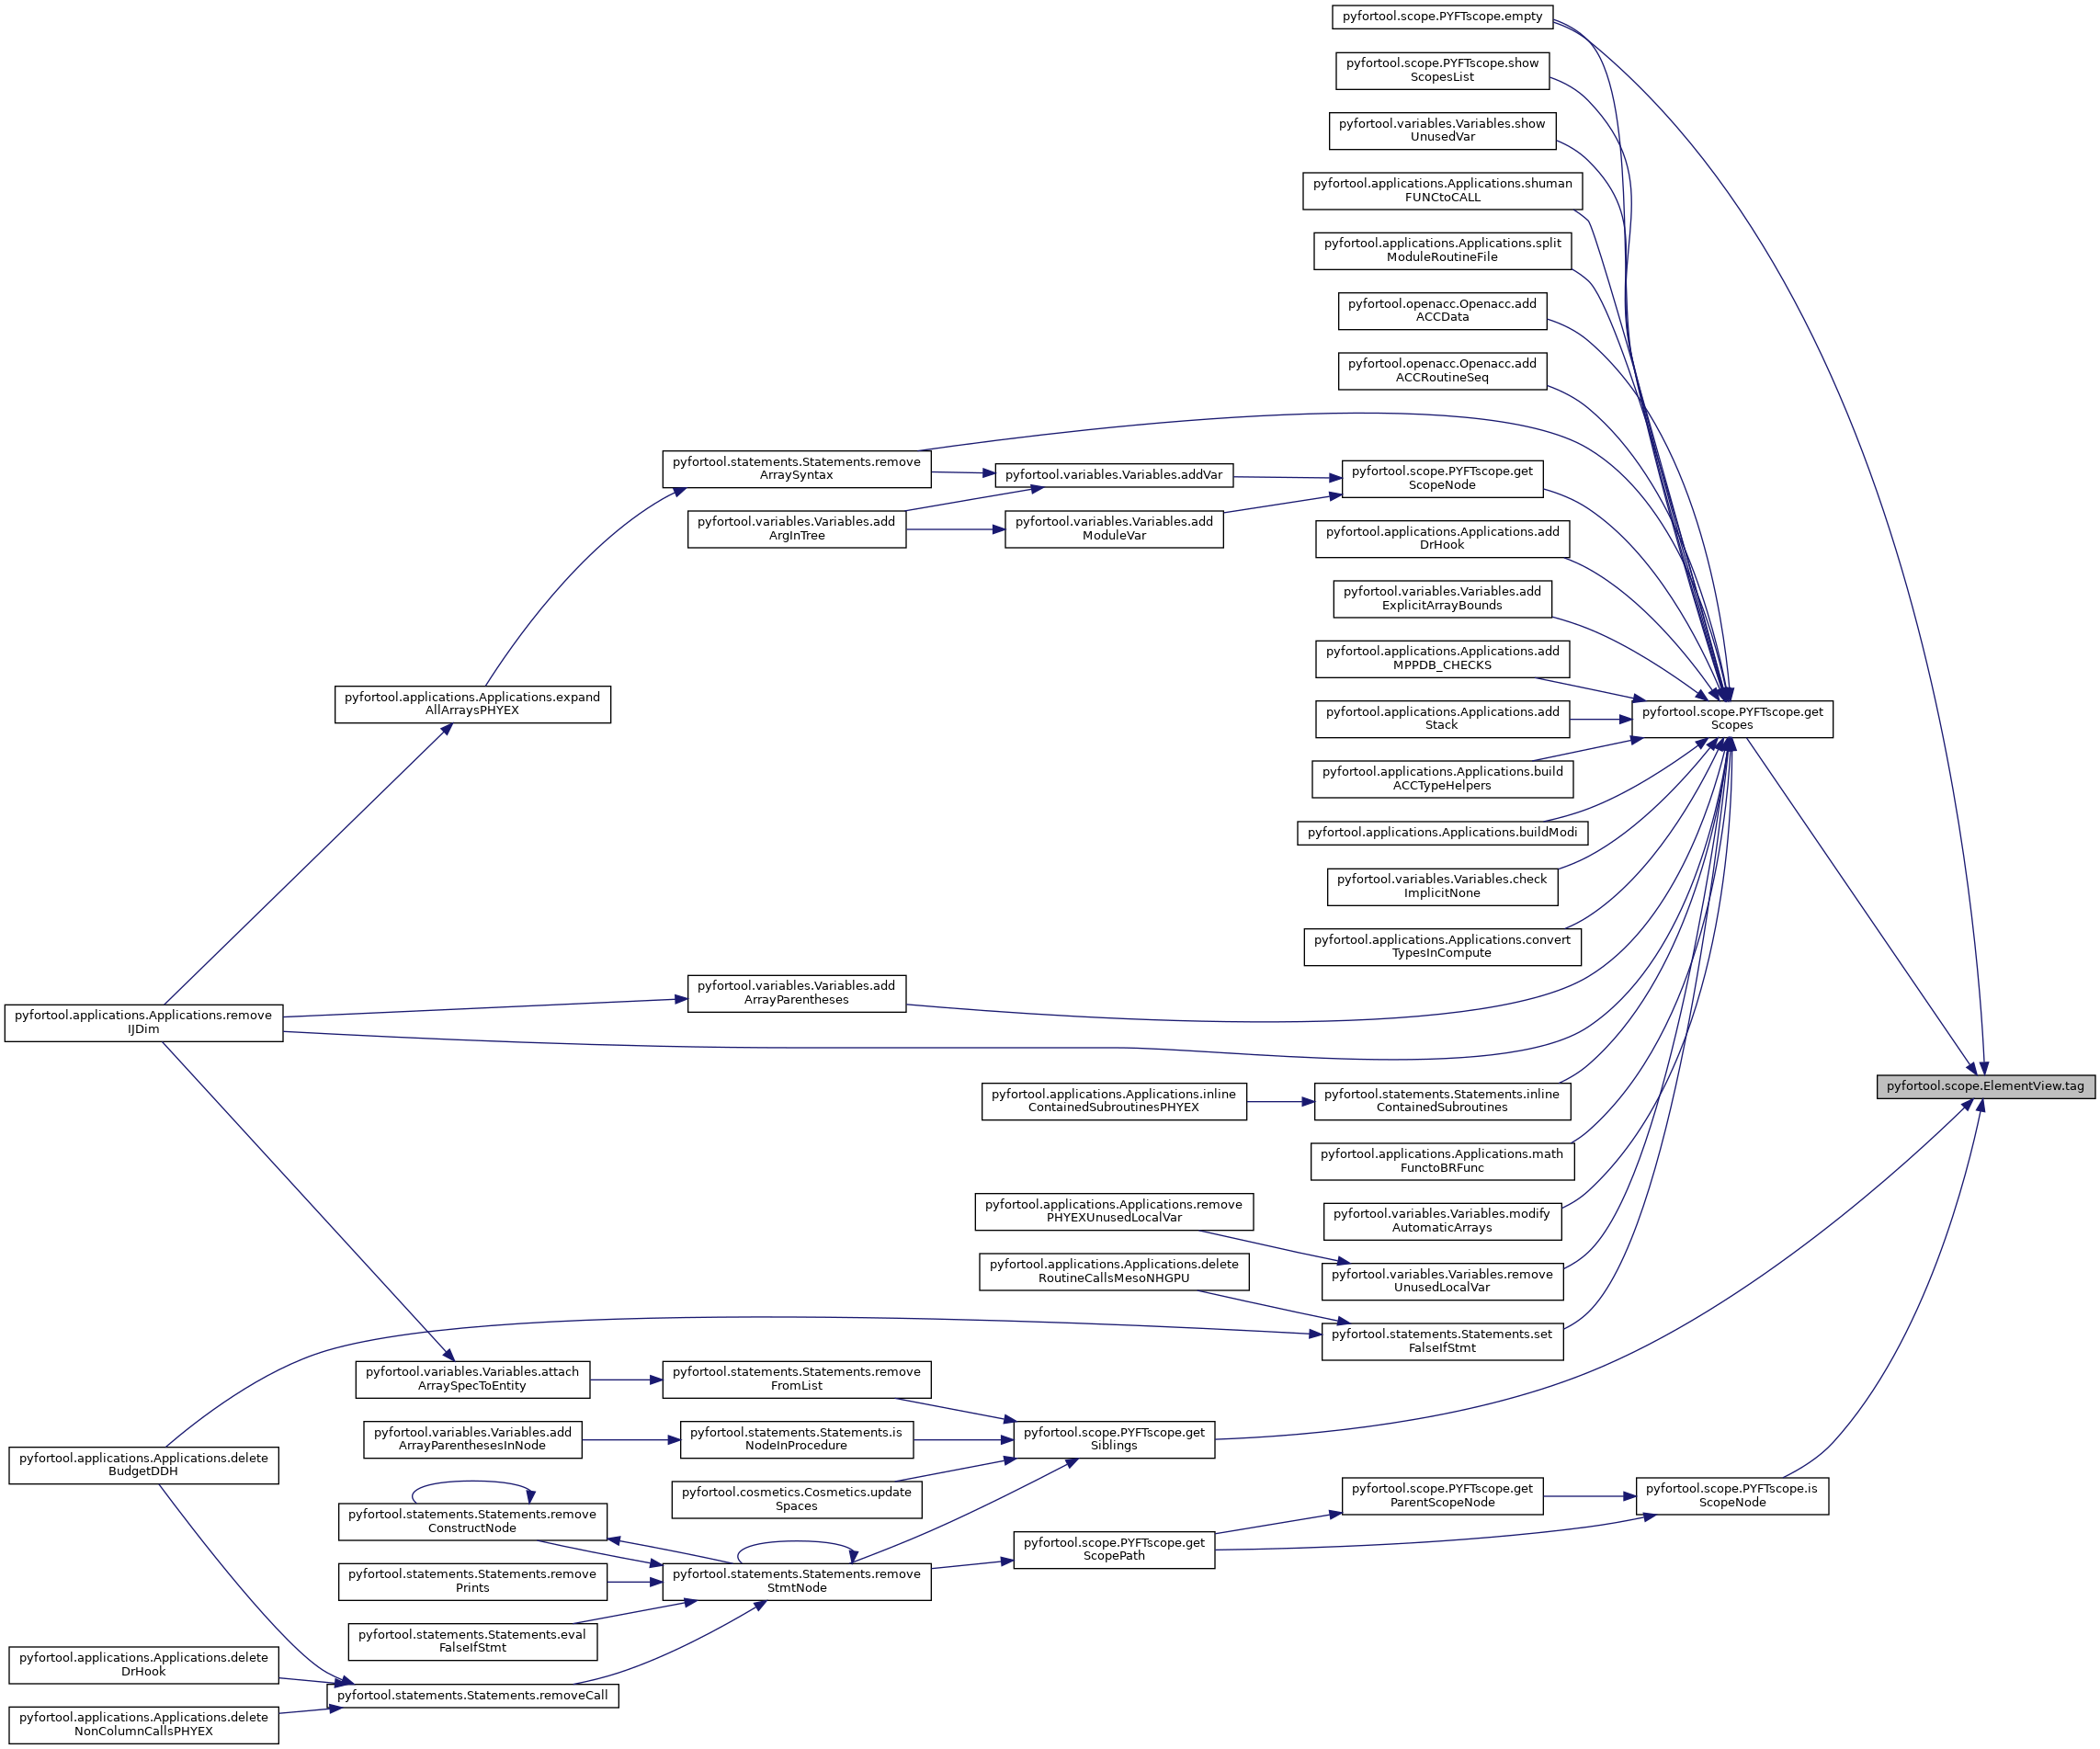 pyfortool.scope.PYFTscope.empty
pyfortool.scope.PYFTscope.show
ScopesList
pyfortool.variables.Variables.show
UnusedVar
pyfortool.applications.Applications.shuman
FUNCtoCALL
pyfortool.applications.Applications.split
ModuleRoutineFile
pyfortool.openacc.Openacc.add
ACCData
pyfortool.openacc.Openacc.add
ACCRoutineSeq
pyfortool.statements.Statements.remove
ArraySyntax
pyfortool.variables.Variables.addVar
pyfortool.scope.PYFTscope.get
ScopeNode
pyfortool.variables.Variables.add
ArgInTree
pyfortool.variables.Variables.add
ModuleVar
pyfortool.applications.Applications.add
DrHook
pyfortool.variables.Variables.add
ExplicitArrayBounds
pyfortool.applications.Applications.add
MPPDB_CHECKS
pyfortool.applications.Applications.expand
AllArraysPHYEX
pyfortool.applications.Applications.add
Stack
pyfortool.scope.PYFTscope.get
Scopes
pyfortool.applications.Applications.build
ACCTypeHelpers
pyfortool.applications.Applications.buildModi
pyfortool.variables.Variables.check
ImplicitNone
pyfortool.applications.Applications.convert
TypesInCompute
pyfortool.variables.Variables.add
ArrayParentheses
pyfortool.applications.Applications.remove
IJDim
pyfortool.scope.ElementView.tag
pyfortool.applications.Applications.inline
ContainedSubroutinesPHYEX
pyfortool.statements.Statements.inline
ContainedSubroutines
pyfortool.applications.Applications.math
FunctoBRFunc
pyfortool.applications.Applications.remove
PHYEXUnusedLocalVar
pyfortool.variables.Variables.modify
AutomaticArrays
pyfortool.applications.Applications.delete
RoutineCallsMesoNHGPU
pyfortool.variables.Variables.remove
UnusedLocalVar
pyfortool.statements.Statements.set
FalseIfStmt
pyfortool.variables.Variables.attach
ArraySpecToEntity
pyfortool.statements.Statements.remove
FromList
pyfortool.variables.Variables.add
ArrayParenthesesInNode
pyfortool.statements.Statements.is
NodeInProcedure
pyfortool.scope.PYFTscope.get
Siblings
pyfortool.applications.Applications.delete
BudgetDDH
pyfortool.cosmetics.Cosmetics.update
Spaces
pyfortool.scope.PYFTscope.get
ParentScopeNode
pyfortool.scope.PYFTscope.is
ScopeNode
pyfortool.statements.Statements.remove
ConstructNode
pyfortool.scope.PYFTscope.get
ScopePath
pyfortool.statements.Statements.remove
Prints
pyfortool.statements.Statements.remove
StmtNode
pyfortool.statements.Statements.eval
FalseIfStmt
pyfortool.applications.Applications.delete
DrHook
pyfortool.statements.Statements.removeCall
pyfortool.applications.Applications.delete
NonColumnCallsPHYEX